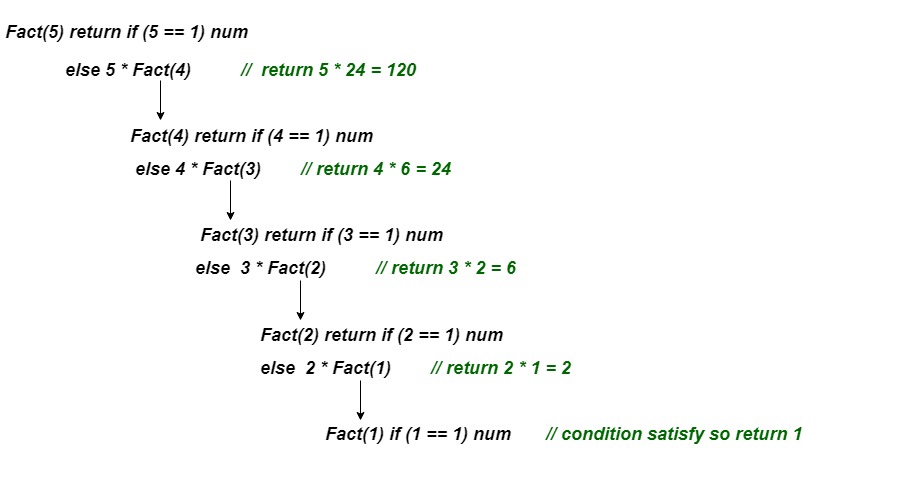 Fact(5) return if (5 == 1) num
else 5 * Fact(4) // return 5 * 24 = 120
Fact(4) return if (4 == 1) num
else 4 * Fact(3) // return 4 * 6 = 24
Fact(3) return if (3 == 1) num
else 3 * Fact(2) // return 3 * 2 = 6
Fact(2) return if (2 == 1) num
else 2 * Fact(1) // return 2 * 1 = 2
Fact(1) if (1 == 1) num // condition satisfy so return 1